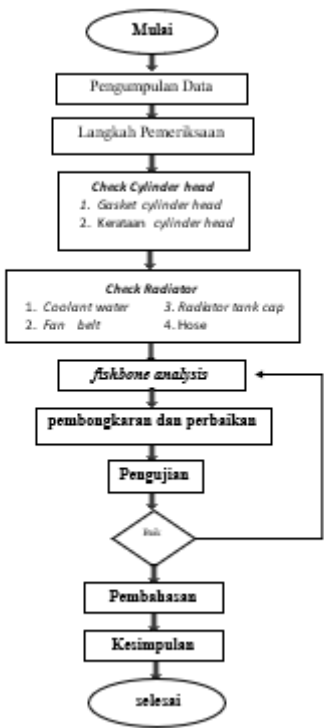 Mulai
Pengumpulan Data
Langkah Pemeriksaan
Check Cylinder head
1. Gasket cylinder head
2. Kerataan cylinder head
Check Radiator
1. Coolant water 3. Radiator tank cap
2. Fan belt 4. Hose
fishbone analysis
pembongkaran dan perbaikan
Pengujian
Pembahasan
Kesimpulan
selesai